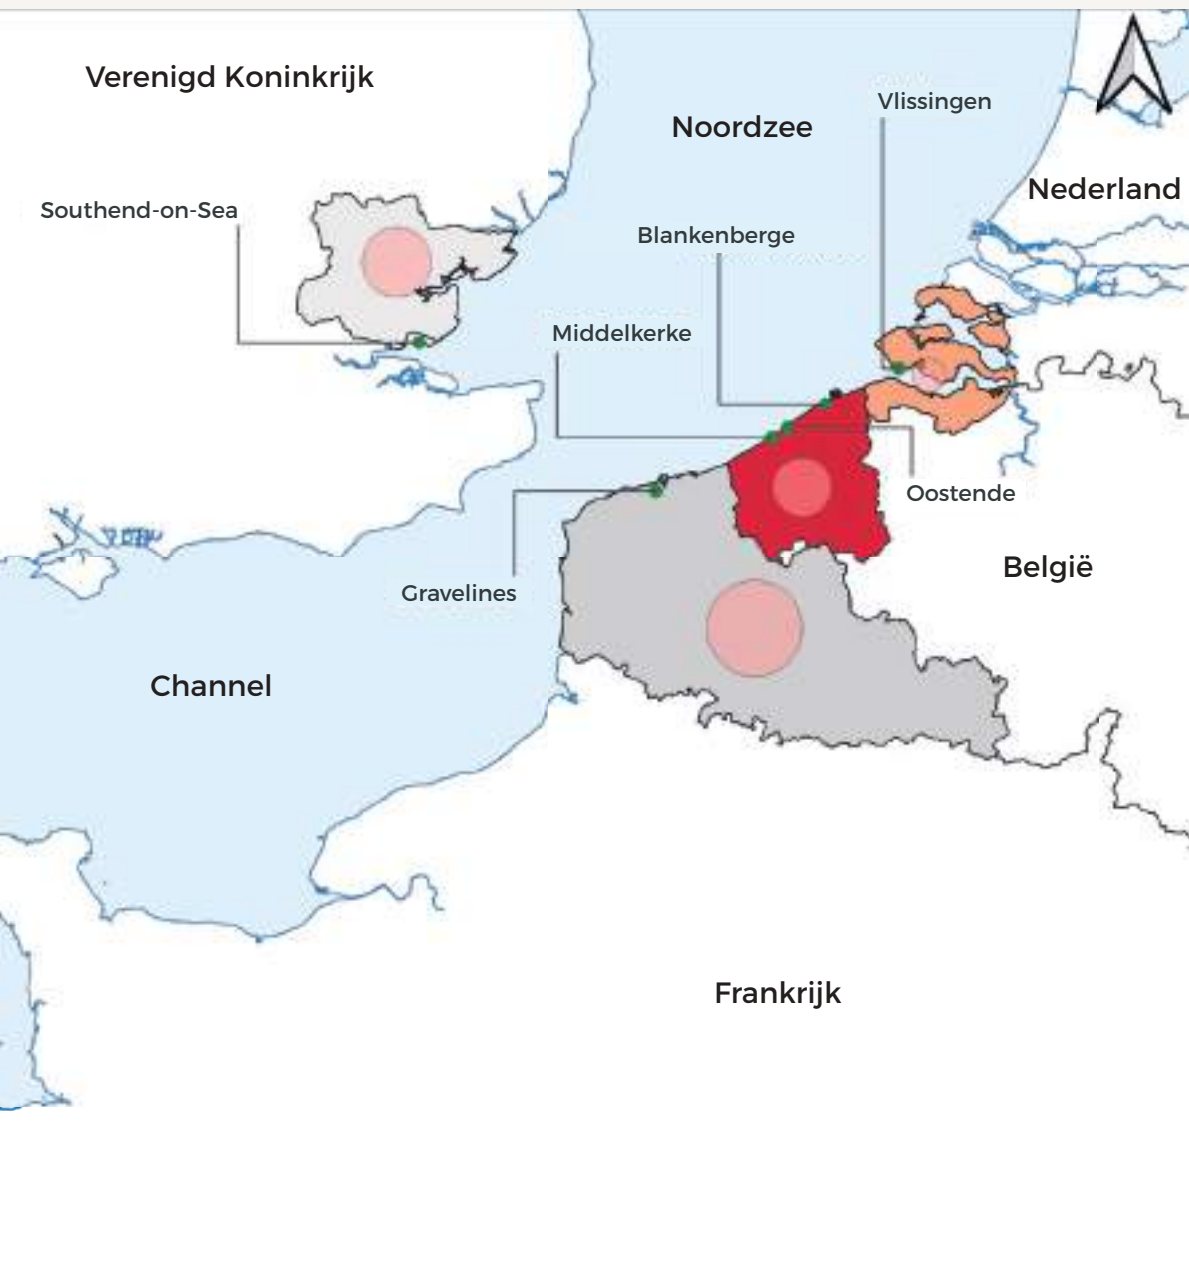 Verenigd Koninkrijk
Vlissingen
Noordzee
Nederland
Southend-on-Sea
Blankenberge
Middelkerke
Oostende
België
Gravelines
Channel
Frankrijk